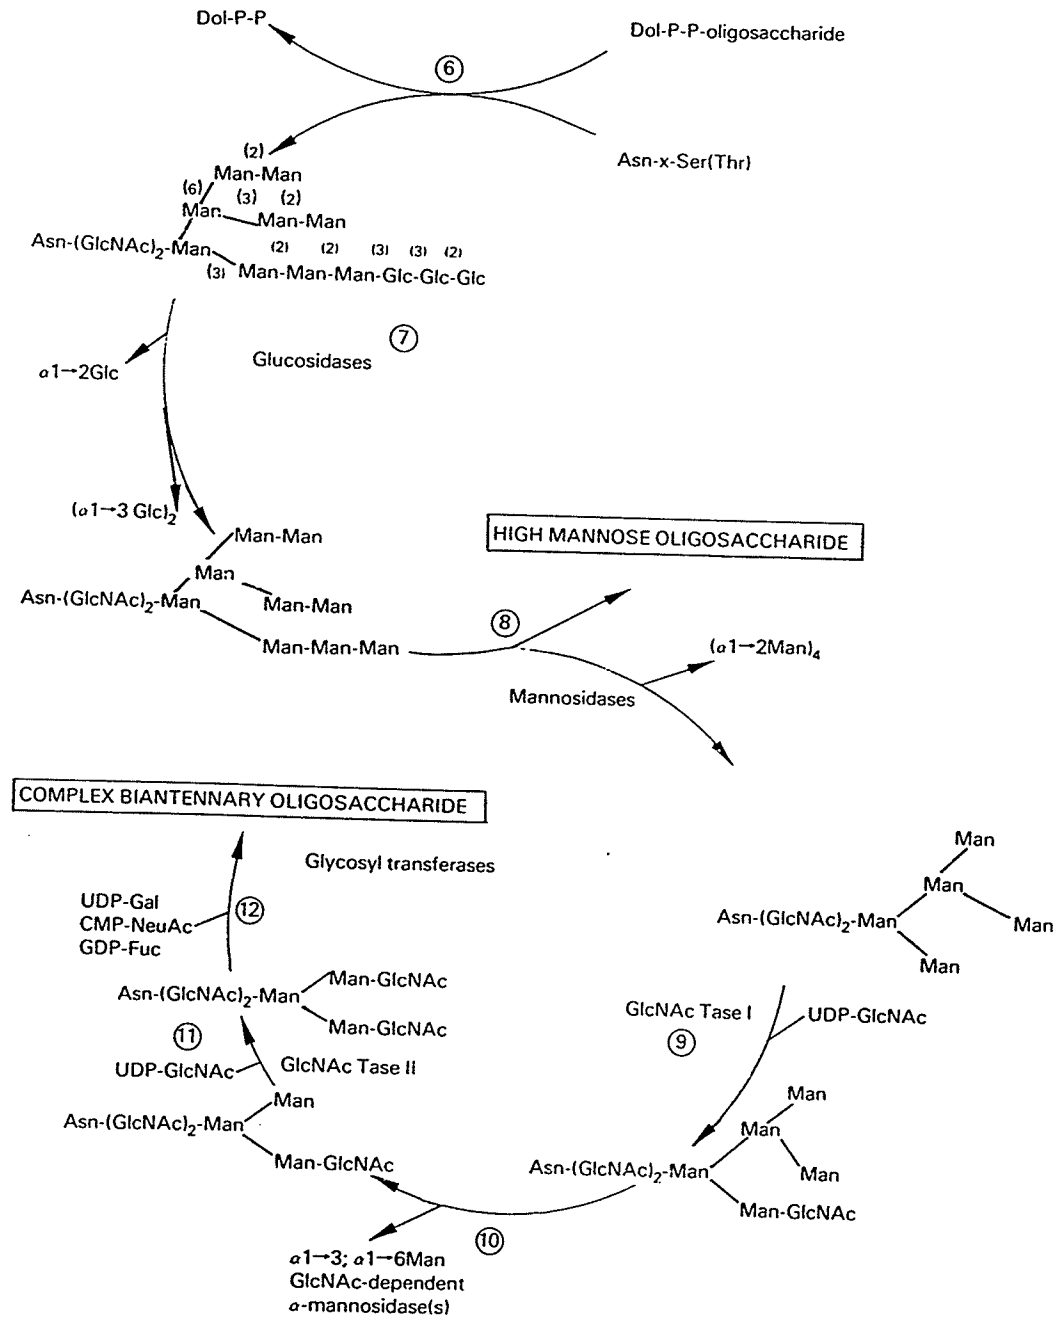 Dol-P-P
Dol-P-P-oligosaccharide
⑥
Asn-x-Ser(Thr)
(2)
Man-Man
(6)
(3) (2)
Man
Man-Man
Asn-(GlcNAc)₂-Man
(2) (2) (3) (3) (2)
(3) Man-Man-Man-Glc-Glc-Glc
⑦
Glucosidases
α1→2Glc
(α1→3 Glc)₂
Man-Man
HIGH MANNOSE OLIGOSACCHARIDE
Man
Asn-(GlcNAc)₂-Man
Man-Man
Man-Man-Man
⑧
(α1→2Man)₄
Mannosidases
COMPLEX BIANTENNARY OLIGOSACCHARIDE
Glycosyl transferases
UDP-Gal
CMP-NeuAc
GDP-Fuc
⑫
Man
Man
Asn-(GlcNAc)₂-Man
Man
Man
Man-GlcNAc
Asn-(GlcNAc)₂-Man
Man-GlcNAc
GlcNAc Tase I
UDP-GlcNAc
⑨
⑪
UDP-GlcNAc
GlcNAc Tase II
Man
Asn-(GlcNAc)₂-Man
Man-GlcNAc
Man
Man
Asn-(GlcNAc)₂-Man
Man
Man-GlcNAc
⑩
α1→3; α1→6Man
GlcNAc-dependent
α-mannosidase(s)